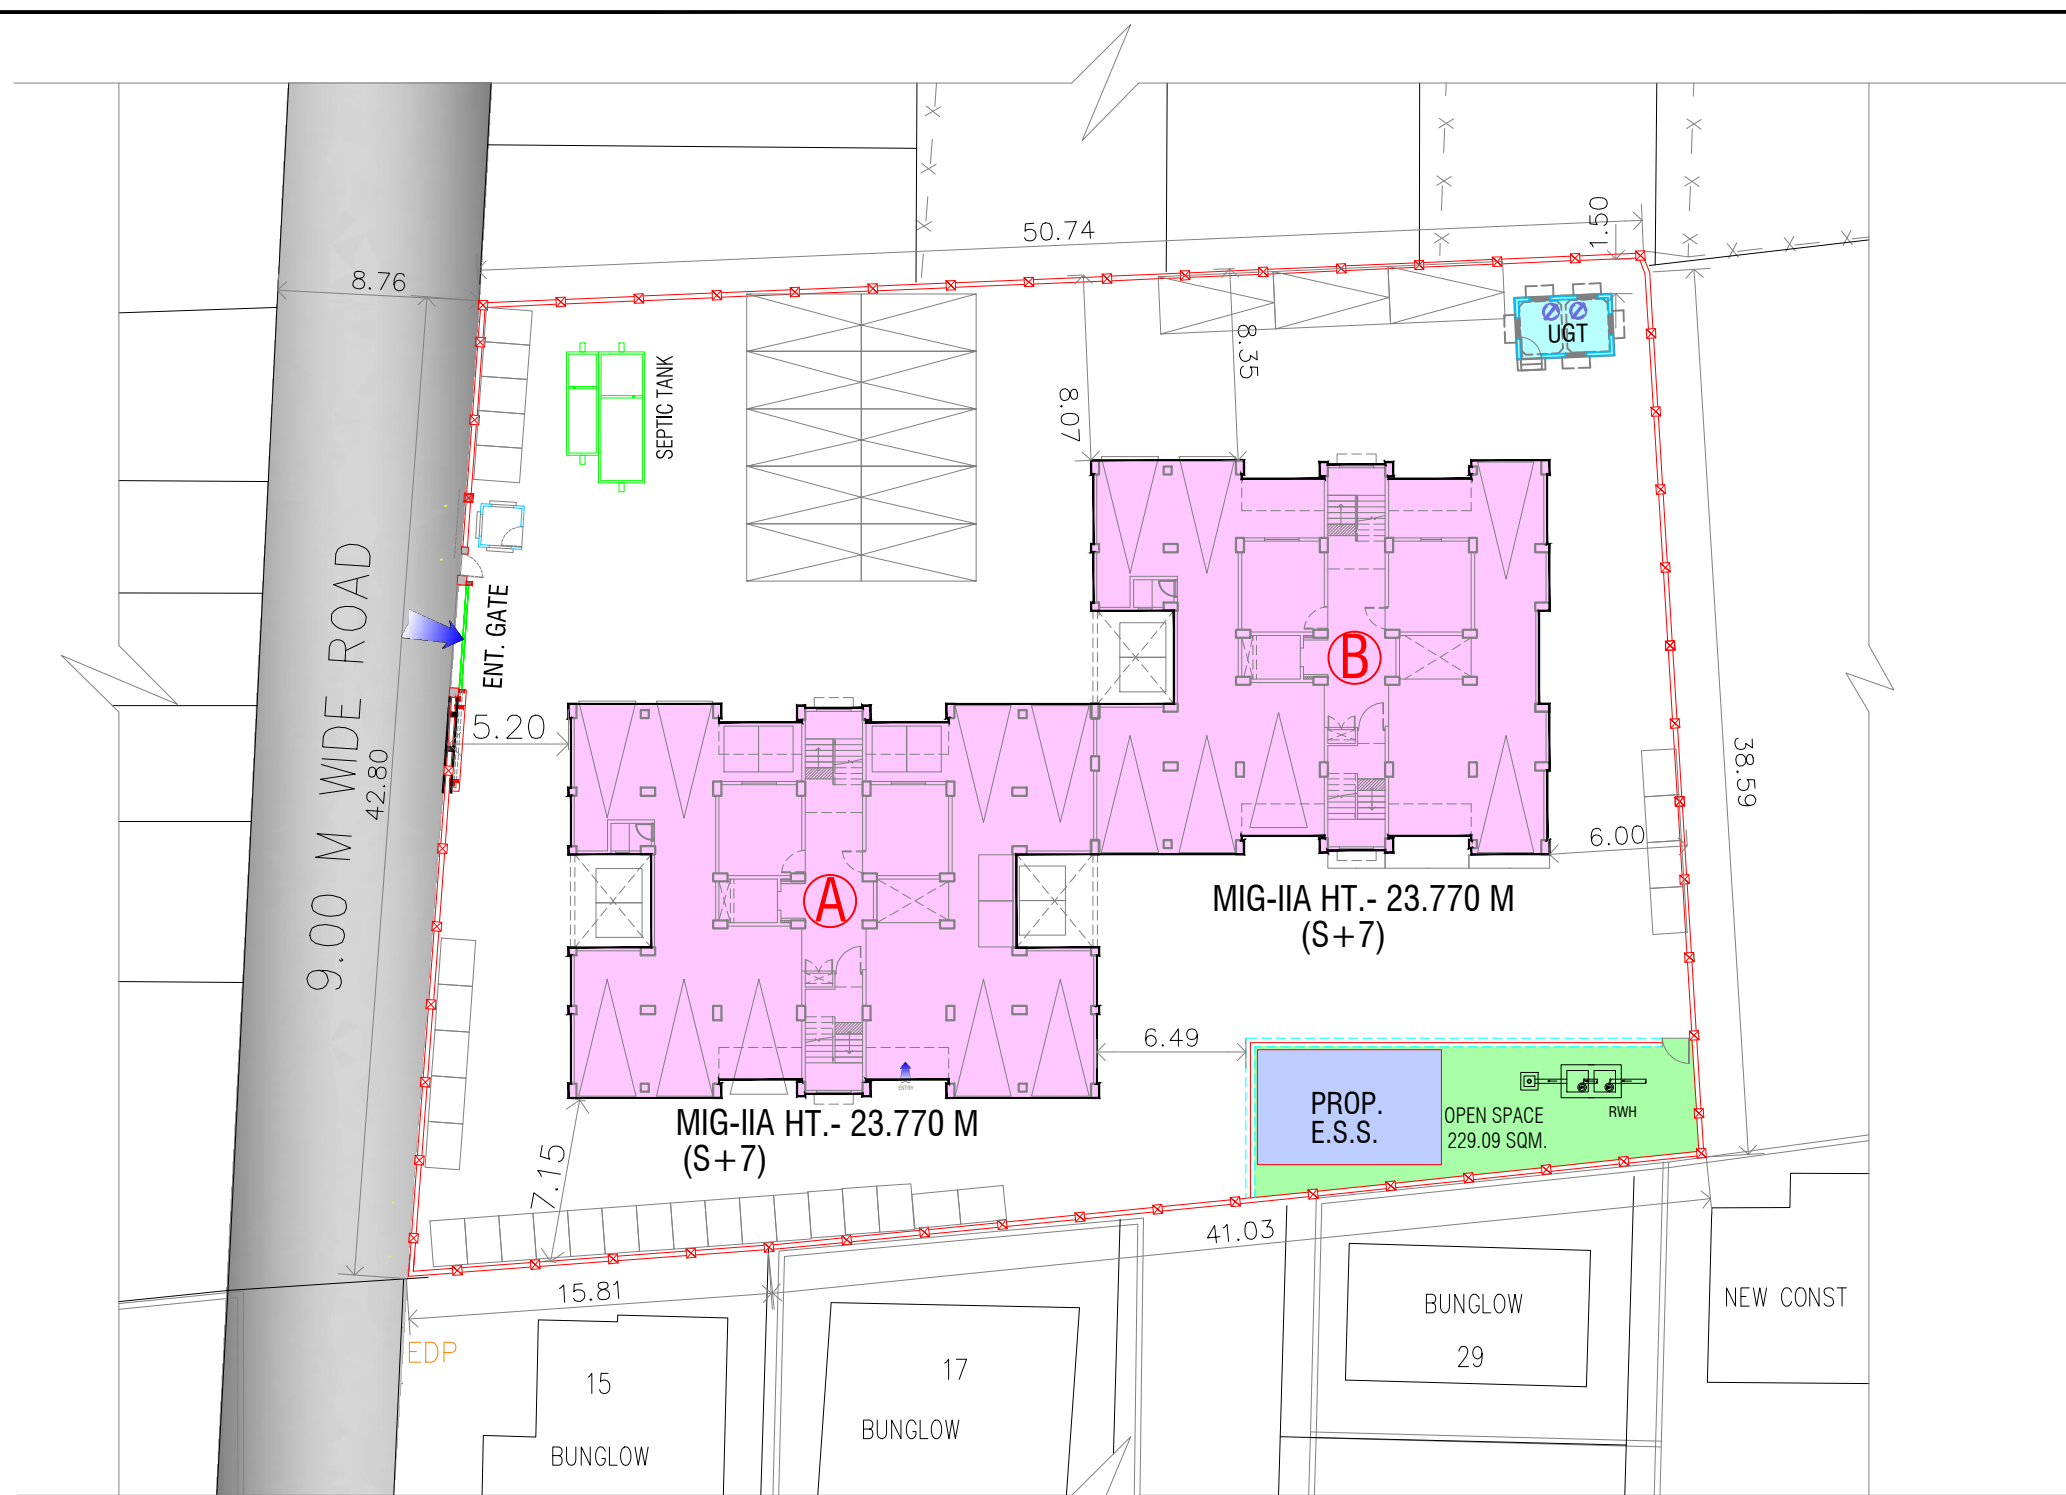 50.74
1.50
8.76
UGT
8.35
SEPTIC TANK
8.07
9.00 M WIDE ROAD
42.80
ENT. GATE
B
5.20
38.59
6.00
A
MIG-IIA HT.- 23.770 M
(S+7)
6.49
ENTRY
PROP.
E.S.S.
OPEN SPACE
229.09 SQM.
RWH
MIG-IIA HT.- 23.770 M
(S+7)
7.15
41.03
15.81
EDP
15
BUNGLOW
17
BUNGLOW
BUNGLOW
29
NEW CONST